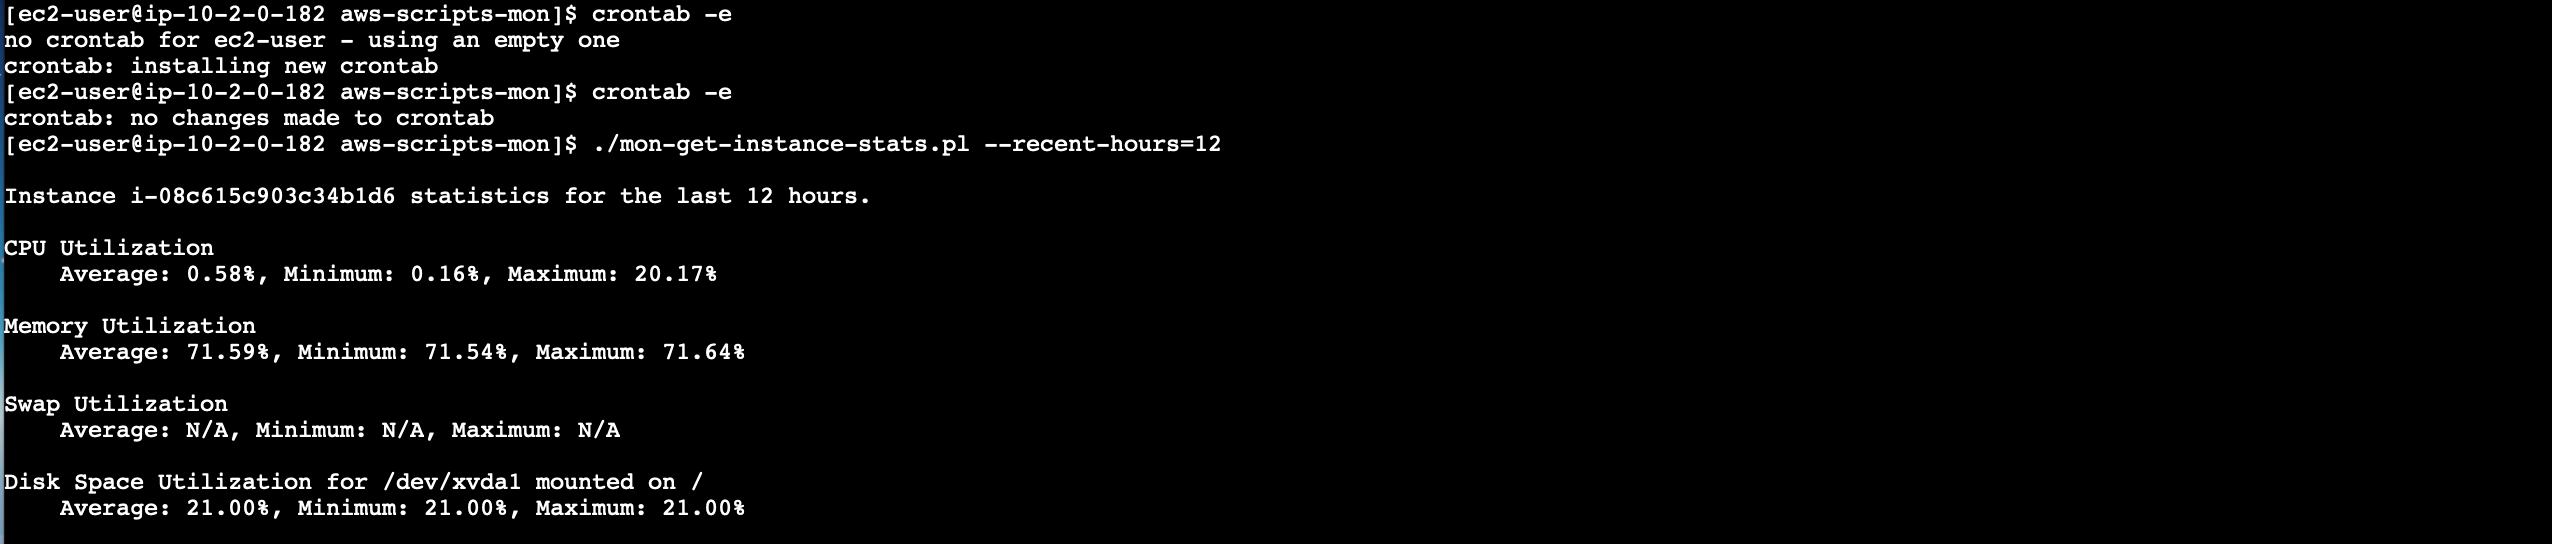 [ec2-user@ip-10-2-0-182 aws-scripts-mon]$ crontab -e
no crontab for ec2-user - using an empty one
crontab: installing new crontab
[ec2-user@ip-10-2-0-182 aws-scripts-mon]$ crontab -e
crontab: no changes made to crontab
[ec2-user@ip-10-2-0-182 aws-scripts-mon]$ ./mon-get-instance-stats.pl --recent-hours=12
Instance i-08c615c903c34b1d6 statistics for the last 12 hours.
CPU Utilization
Average: 0.58%, Minimum: 0.16%, Maximum: 20.17%
Memory Utilization
Average: 71.59%, Minimum: 71.54%, Maximum: 71.64%
Swap Utilization
Average: N/A, Minimum: N/A, Maximum: N/A
Disk Space Utilization for /dev/xvda1 mounted on /
Average: 21.00%, Minimum: 21.00%, Maximum: 21.00%